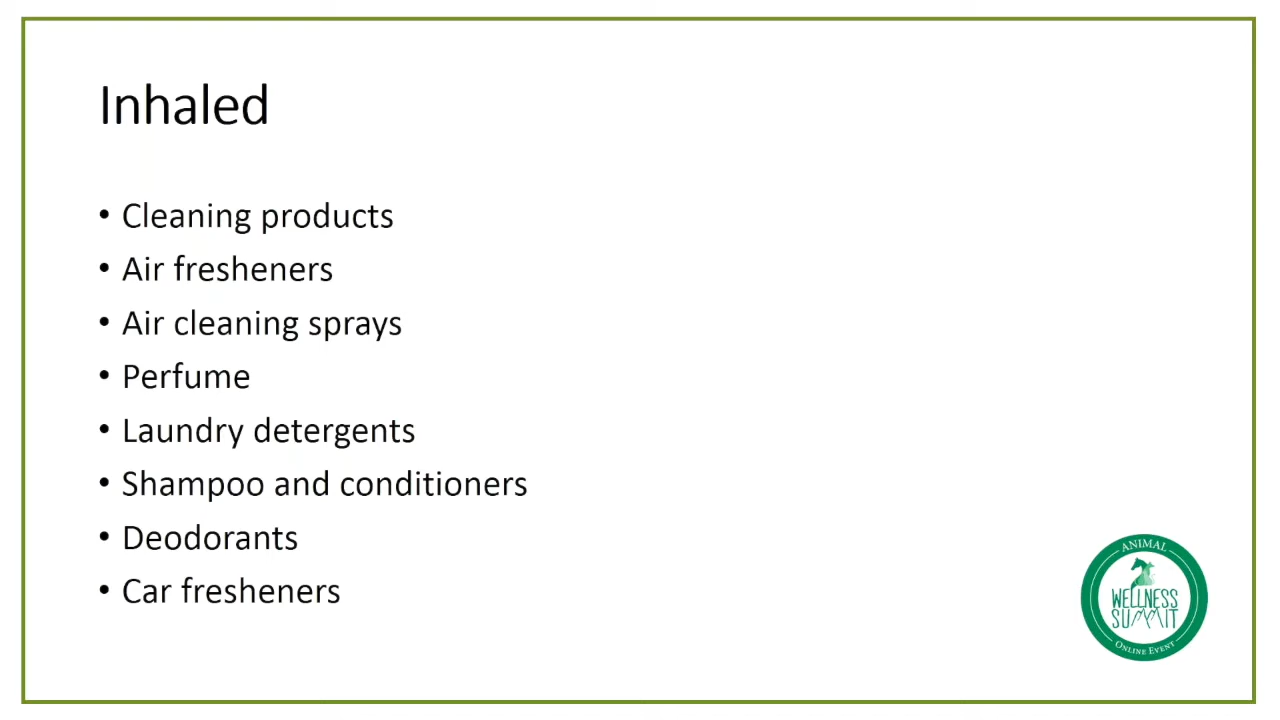 Inhaled
• Cleaning products
• Air fresheners
• Air cleaning sprays
• Perfume
• Laundry detergents
• Shampoo and conditioners
• Deodorants
• Car fresheners
ANIMAL
WELLNESS
SUMMIT
ONLINE EVENT